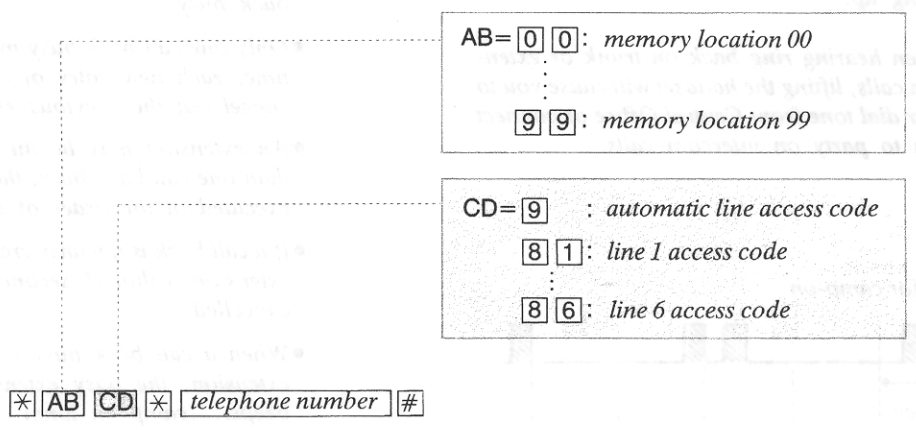 AB= 0 0 : memory location 00
:
9 9 : memory location 99
CD= 9 : automatic line access code
8 1 : line 1 access code
:
8 6 : line 6 access code
* AB CD * telephone number #